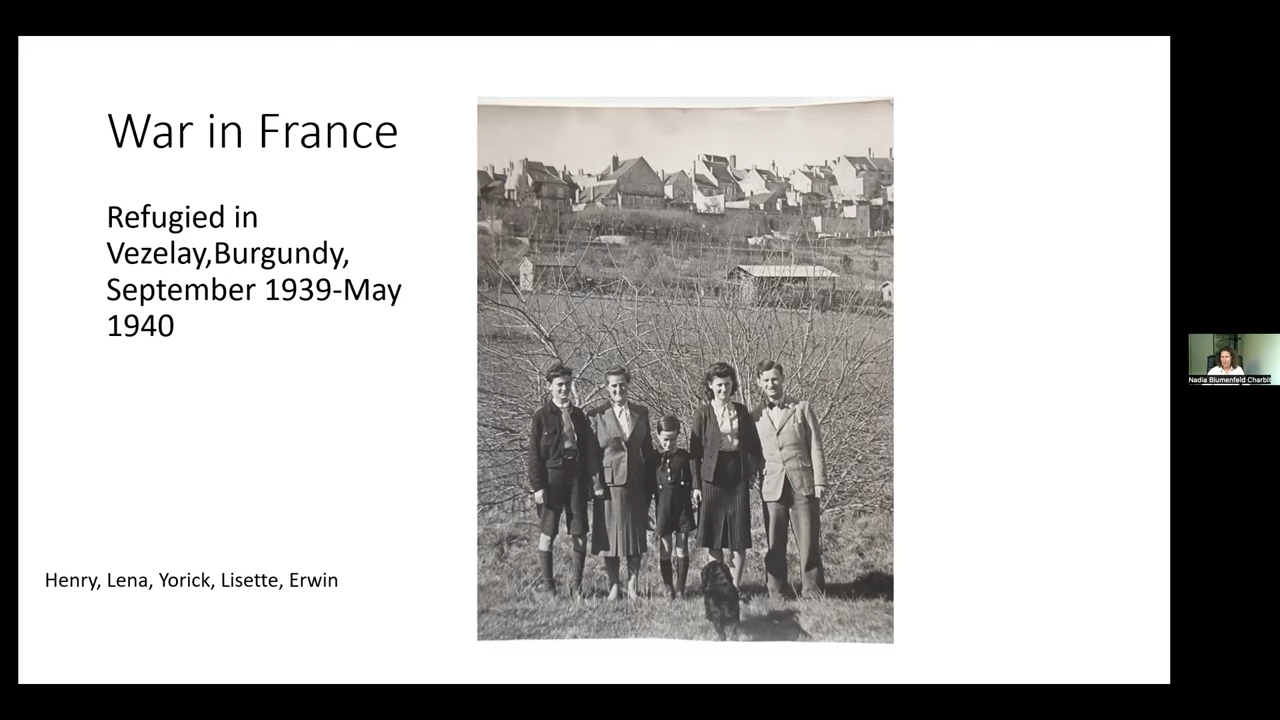 War in France
Refugied in
Vezelay,Burgundy,
September 1939-May
1940
Henry, Lena, Yorick, Lisette, Erwin
Nadia Blumenfeld Charbit